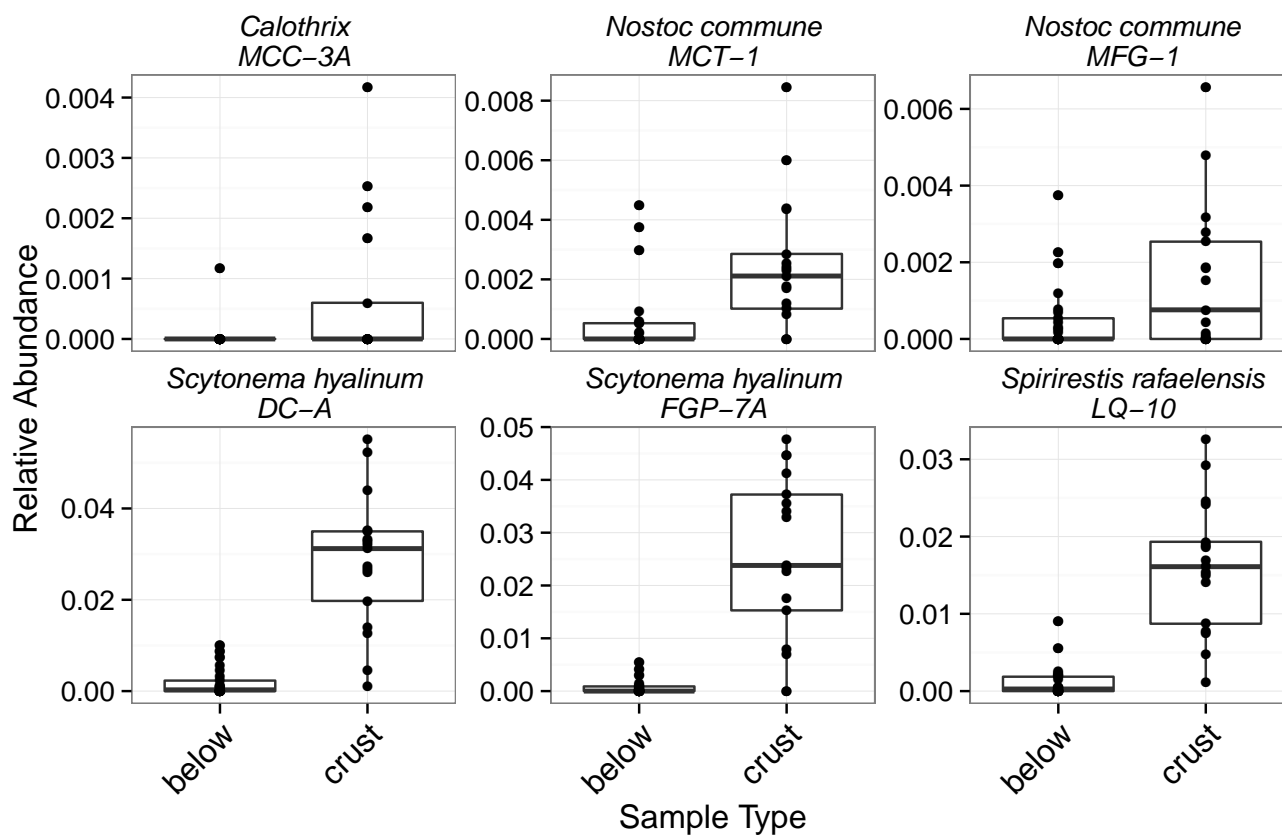 Calothrix
MCC−3A
Nostoc commune
MCT−1
Nostoc commune
MFG−1
0.004
0.003
0.002
0.001
0.000
0.008
0.006
0.004
0.002
0.000
0.006
0.004
0.002
0.000
Relative Abundance
Scytonema hyalinum
DC−A
Scytonema hyalinum
FGP−7A
Spirirestis rafaelensis
LQ−10
0.04
0.02
0.00
0.05
0.04
0.03
0.02
0.01
0.00
0.03
0.02
0.01
0.00
below
crust
below
crust
below
crust
Sample Type